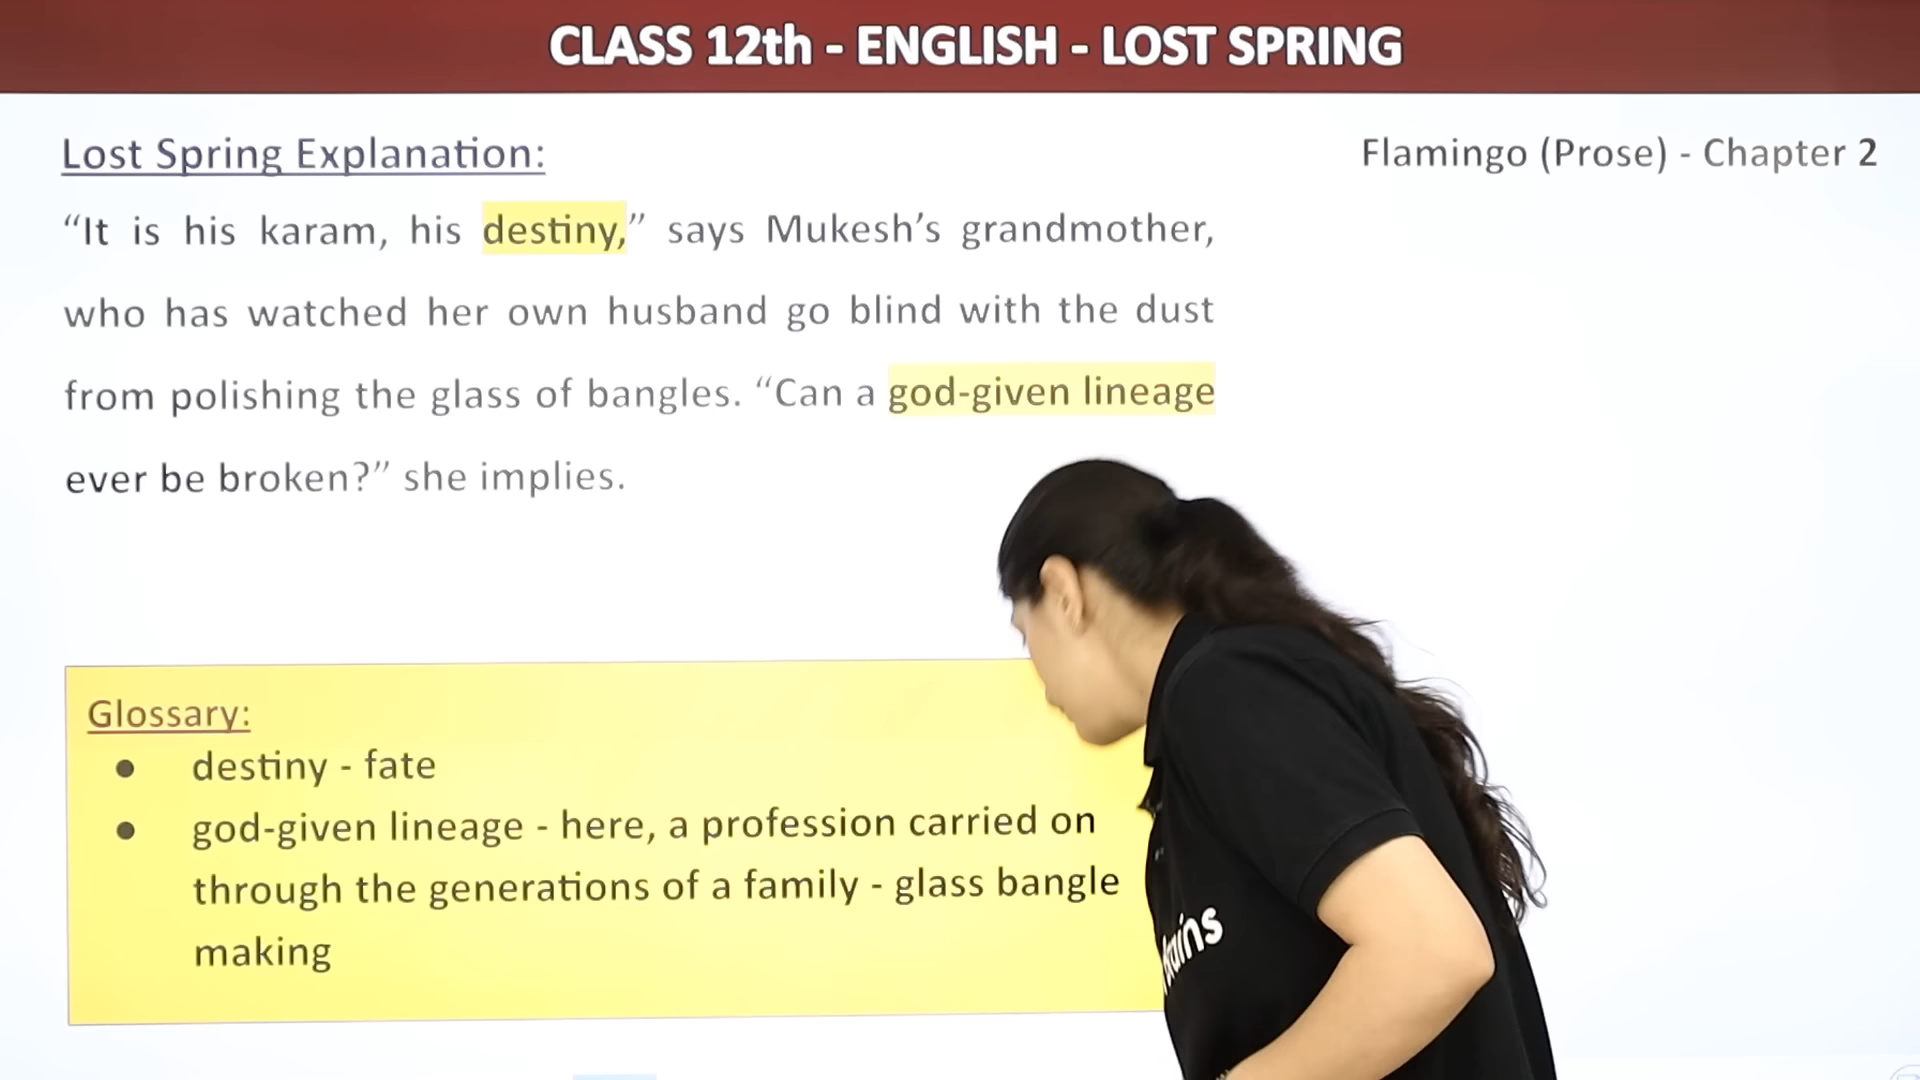 CLASS 12th - ENGLISH - LOST SPRING
Lost Spring Explanation:
Flamingo (Prose) - Chapter 2
“It is his karam, his destiny,” says Mukesh’s grandmother,
who has watched her own husband go blind with the dust
from polishing the glass of bangles. “Can a god-given lineage
ever be broken?” she implies.
Glossary:
● destiny - fate
● god-given lineage - here, a profession carried on
through the generations of a family - glass bangle
making